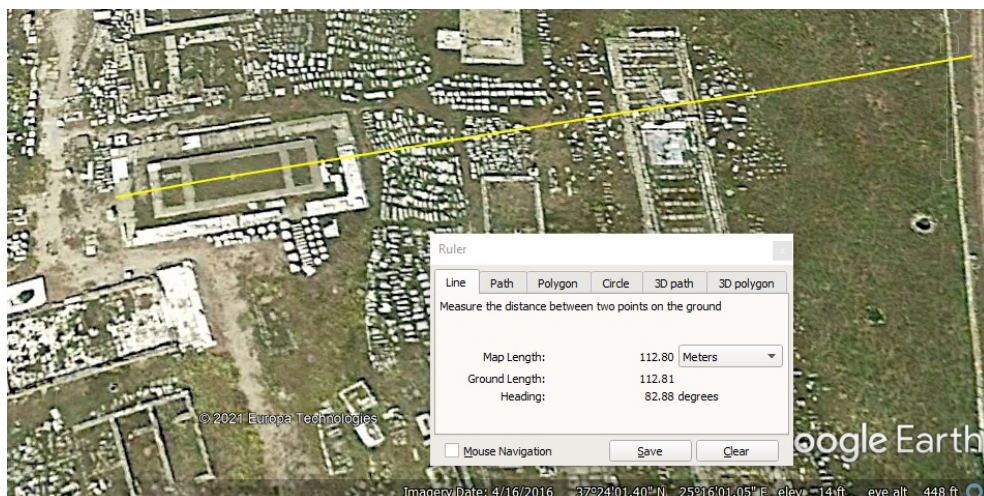 Ruler
Line Path Polygon Circle 3D path 3D polygon
Measure the distance between two points on the ground
Map Length: 112.80 Meters
Ground Length: 112.81
Heading: 82.88 degrees
Mouse Navigation Save Clear
© 2021 Europa Technologies
oogle Earth
Imagery Date: 4/16/2016 37°24'01.40" N 25°16'01.05" E elev 14 ft eye alt 448 ft